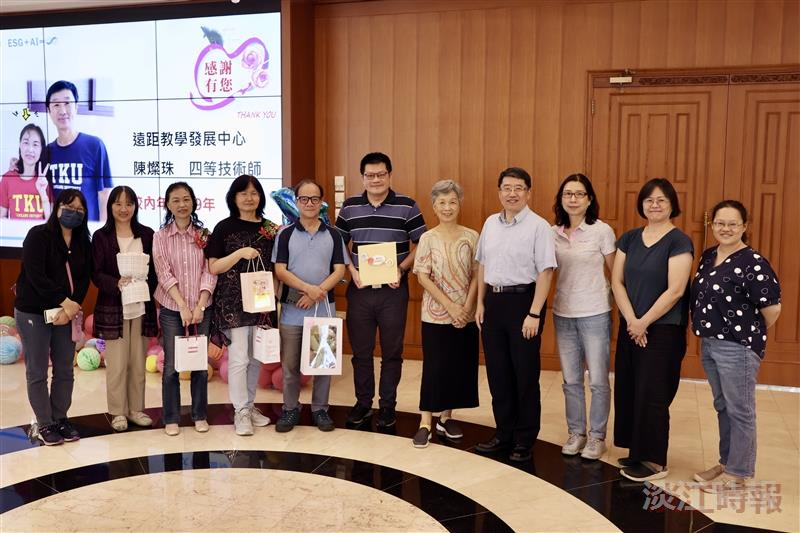 ESG+AI=∞
感謝
有您
THANK YOU
遠距教學發展中心
陳燦珠 四等技術師
TKU
TKU
淡江時報